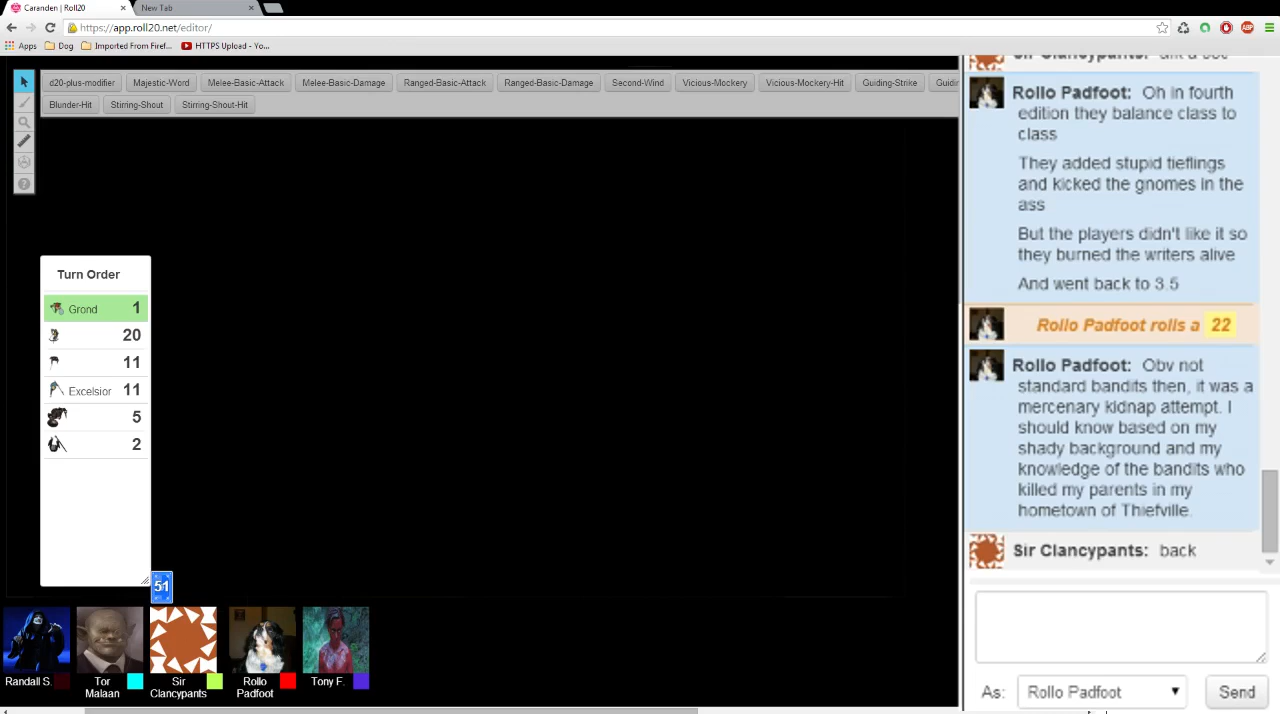 Caranden | Roll20
New Tab
https://app.roll20.net/editor/
Apps
Dog
Imported From Firef...
HTTPS Upload - Yo...
d20-plus-modifier
Majestic-Word
Melee-Basic-Attack
Melee-Basic-Damage
Ranged-Basic-Attack
Ranged-Basic-Damage
Second-Wind
Vicious-Mockery
Vicious-Mockery-Hit
Guiding-Strike
Blunder-Hit
Stirring-Shout
Stirring-Shout-Hit
Turn Order
Grond 1
20
11
Excelsior 11
5
2
51
Randall S.
Tor
Malaan
Sir
Clancypants
Rollo
Padfoot
Tony F.
Rollo Padfoot: Oh in fourth
edition they balance class to
class
They added stupid tieflings
and kicked the gnomes in the
ass
But the players didn't like it so
they burned the writers alive
And went back to 3.5
Rollo Padfoot rolls a 22
Rollo Padfoot: Obv not
standard bandits then, it was a
mercenary kidnap attempt. I
should know based on my
shady background and my
knowledge of the bandits who
killed my parents in my
hometown of Thiefville.
Sir Clancypants: back
As: Rollo Padfoot
Send